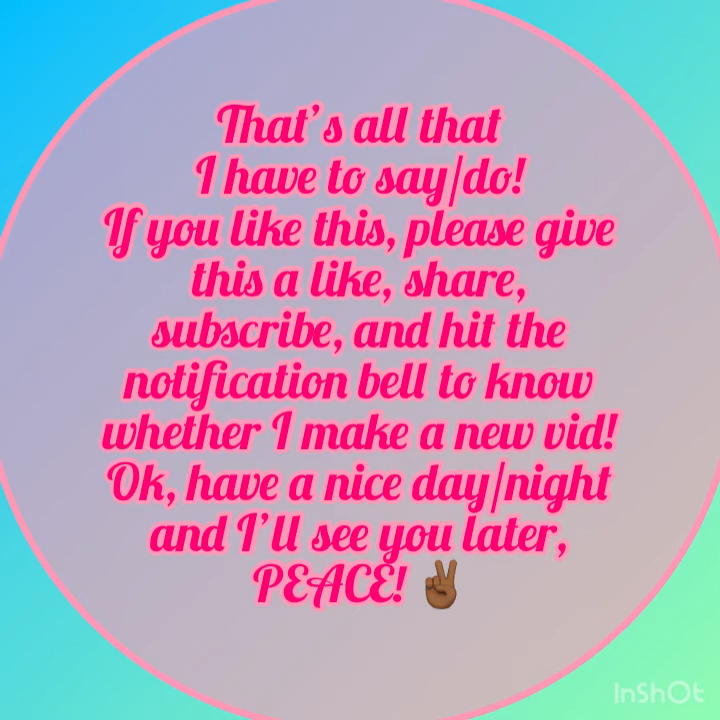 That’s all that
I have to say/do!
If you like this, please give
this a like, share,
subscribe, and hit the
notification bell to know
whether I make a new vid!
Ok, have a nice day/night
and I’ll see you later,
PEACE! ✌🏾
InShOt